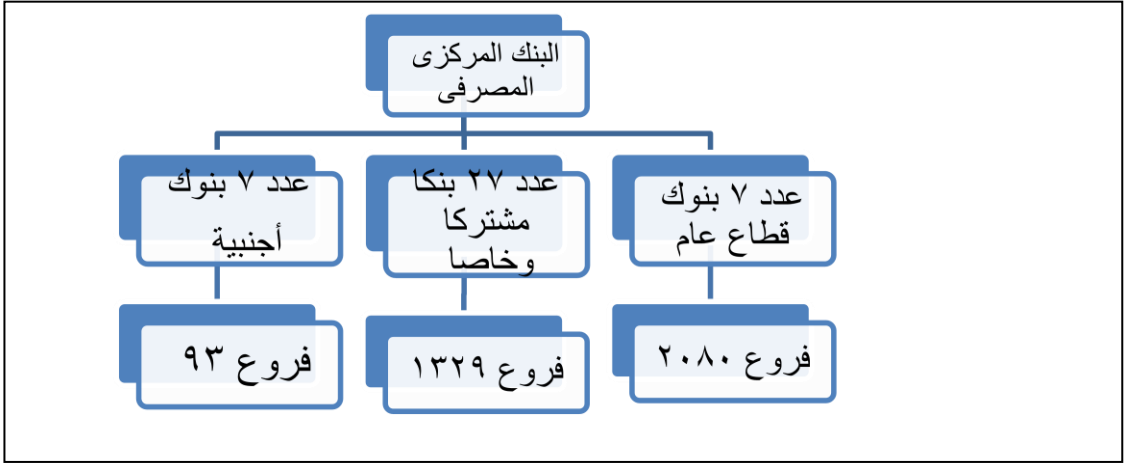 البنك المركزى
المصرفى
عدد ٧ بنوك
قطاع عام
عدد ٢٧ بنكا
مشتركا
وخاصا
عدد ٧ بنوك
أجنبية
فروع ٢٠٨٠
فروع ١٣٢٩
فروع ٩٣